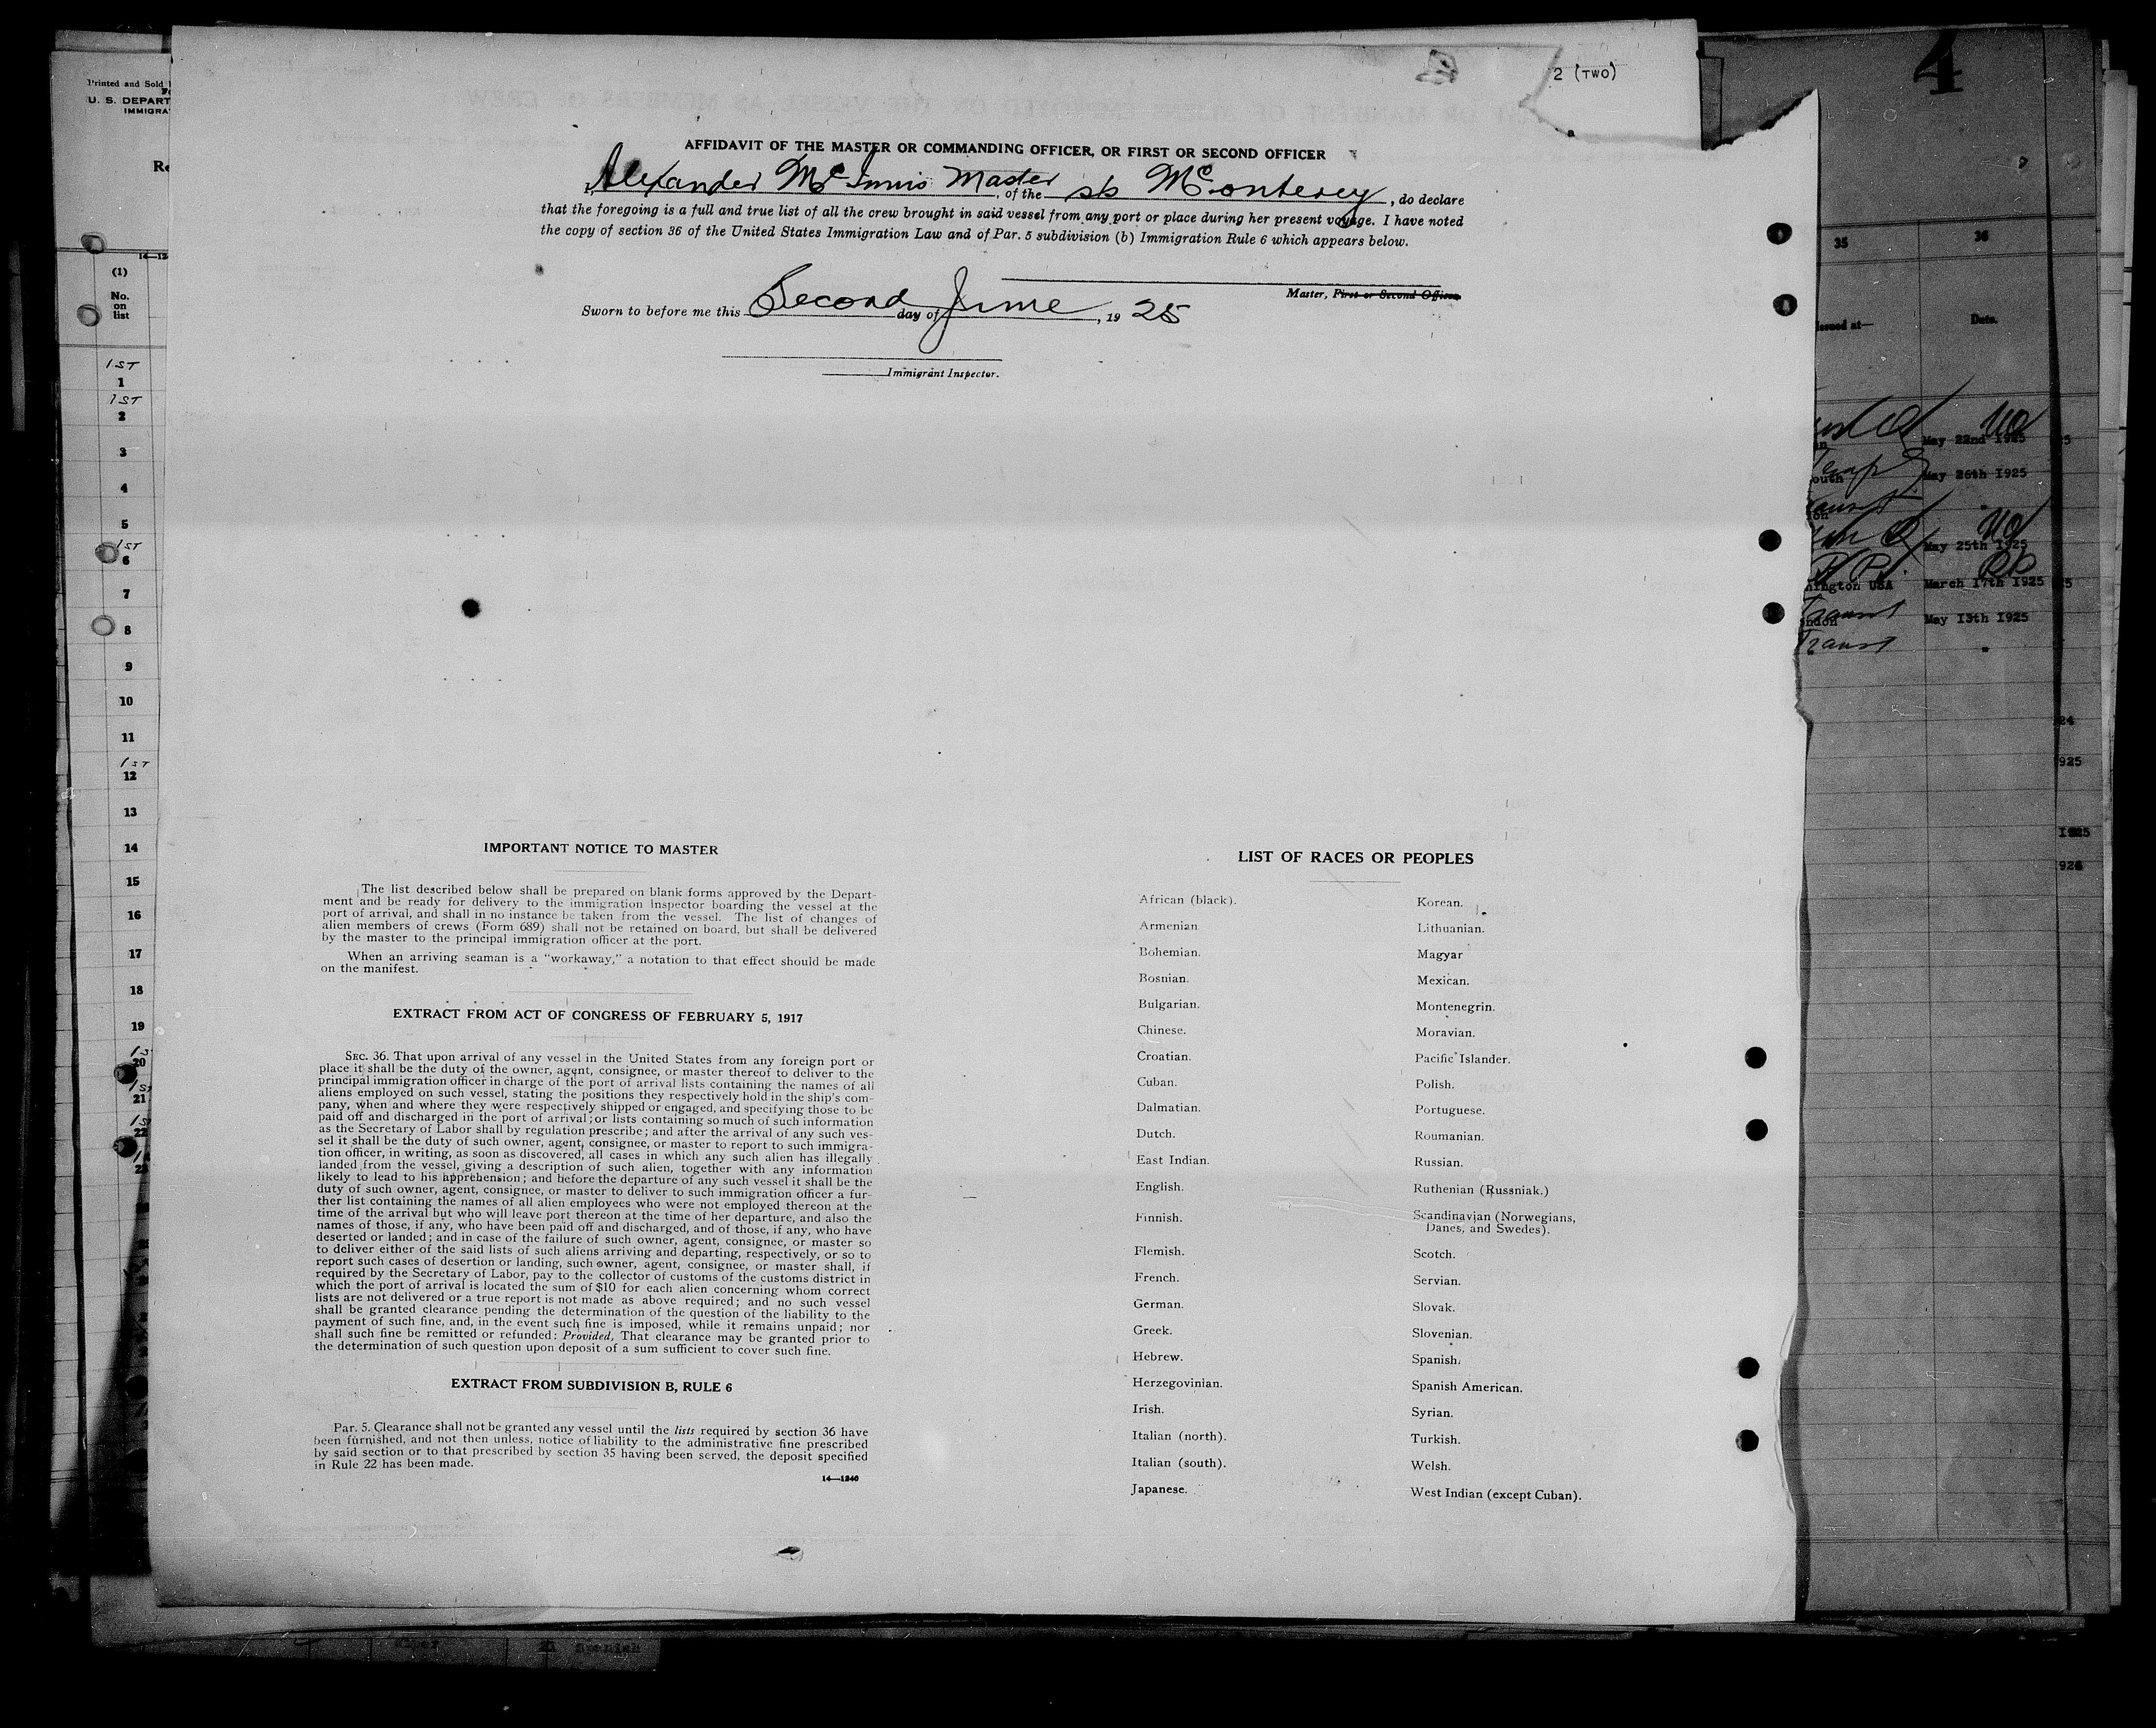 2 (TWO)
4
AFFIDAVIT OF THE MASTER OR COMMANDING OFFICER, OR FIRST OR SECOND OFFICER
Alexander McInnis Master, of the ss McOnterey, do declare
that the foregoing is a full and true list of all the crew brought in said vessel from any port or place during her present voyage. I have noted
the copy of section 36 of the United States Immigration Law and of Par. 5 subdivision (b) Immigration Rule 6 which appears below.
Master, First or Second Officer.
Sworn to before me this Second day of June, 1925
Immigrant Inspector.
IMPORTANT NOTICE TO MASTER
The list described below shall be prepared on blank forms approved by the Depart-
ment and be ready for delivery to the immigration inspector boarding the vessel at the
port of arrival, and shall in no instance be taken from the vessel. The list of changes of
alien members of crews (Form 689) shall not be retained on board, but shall be delivered
by the master to the principal immigration officer at the port.
When an arriving seaman is a "workaway," a notation to that effect should be made
on the manifest.
EXTRACT FROM ACT OF CONGRESS OF FEBRUARY 5, 1917
SEC. 36. That upon arrival of any vessel in the United States from any foreign port or
place it shall be the duty of the owner, agent, consignee, or master thereof to deliver to the
principal immigration officer in charge of the port of arrival lists containing the names of all
aliens employed on such vessel, stating the positions they respectively hold in the ship's com-
pany, when and where they were respectively shipped or engaged, and specifying those to be
paid off and discharged in the port of arrival; or lists containing so much of such information
as the Secretary of Labor shall by regulation prescribe; and after the arrival of any such ves-
sel it shall be the duty of such owner, agent, consignee, or master to report to such immigra-
tion officer, in writing, as soon as discovered, all cases in which any such alien has illegally
landed from the vessel, giving a description of such alien, together with any information
likely to lead to his apprehension; and before the departure of any such vessel it shall be the
duty of such owner, agent, consignee, or master to deliver to such immigration officer a fur-
ther list containing the names of all alien employees who were not employed thereon at the
time of the arrival but who will leave port thereon at the time of her departure, and also the
names of those, if any, who have been paid off and discharged, and of those, if any, who have
deserted or landed; and in case of the failure of such owner, agent, consignee, or master so
to deliver either of the said lists of such aliens arriving and departing, respectively, or so to
report such cases of desertion or landing, such owner, agent, consignee, or master shall, if
required by the Secretary of Labor, pay to the collector of customs of the customs district in
which the port of arrival is located the sum of $10 for each alien concerning whom correct
lists are not delivered or a true report is not made as above required; and no such vessel
shall be granted clearance pending the determination of the question of the liability to the
payment of such fine, and, in the event such fine is imposed, while it remains unpaid; nor
shall such fine be remitted or refunded: Provided, That clearance may be granted prior to
the determination of such question upon deposit of a sum sufficient to cover such fine.
EXTRACT FROM SUBDIVISION B, RULE 6
Par. 5. Clearance shall not be granted any vessel until the lists required by section 36 have
been furnished, and not then unless, notice of liability to the administrative fine prescribed
by said section or to that prescribed by section 35 having been served, the deposit specified
in Rule 22 has been made.
14—1240
LIST OF RACES OR PEOPLES
African (black).
Armenian
Bohemian.
Bosnian.
Bulgarian.
Chinese.
Croatian.
Cuban.
Dalmatian.
Dutch.
East Indian.
English.
Finnish.
Flemish.
French.
German.
Greek.
Hebrew.
Herzegovinian.
Irish.
Italian (north).
Italian (south).
Japanese.
Korean.
Lithuanian.
Magyar
Mexican.
Montenegrin.
Moravian.
Pacific Islander.
Polish.
Portuguese.
Roumanian.
Russian.
Ruthenian (Russniak.)
Scandinavian (Norwegians,
Danes, and Swedes).
Scotch.
Servian.
Slovak.
Slovenian.
Spanish.
Spanish American.
Syrian.
Turkish.
Welsh.
West Indian (except Cuban).
Printed and Sold
U. S. DEPART
IMMIGRA
Re
(1)
No.
on
list
1ST
1
1ST
2
3
4
5
1ST
6
7
8
9
10
11
1ST
12
13
14
15
16
17
18
19
20
21
22
35
36
Issued at—
Date.
May 22nd 1925
May 26th 1925
May 25th 1925
hington USA
March 17th 1925
Transit
ndon
May 13th 1925
Transit
24
925
1925
Spanish